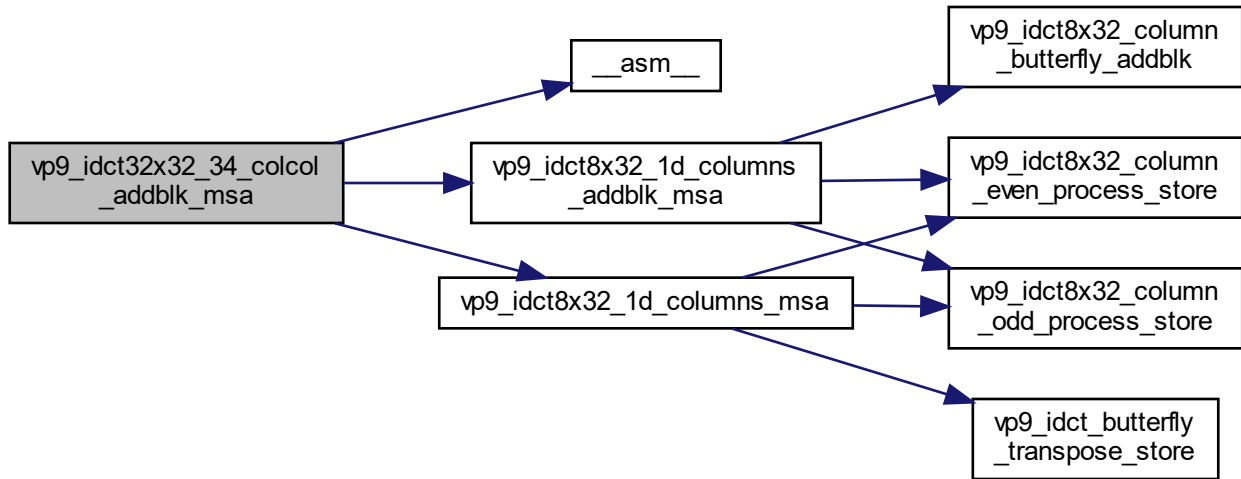 vp9_idct32x32_34_colcol
_addblk_msa
__asm__
vp9_idct8x32_1d_columns
_addblk_msa
vp9_idct8x32_1d_columns_msa
vp9_idct8x32_column
_butterfly_addblk
vp9_idct8x32_column
_even_process_store
vp9_idct8x32_column
_odd_process_store
vp9_idct_butterfly
_transpose_store